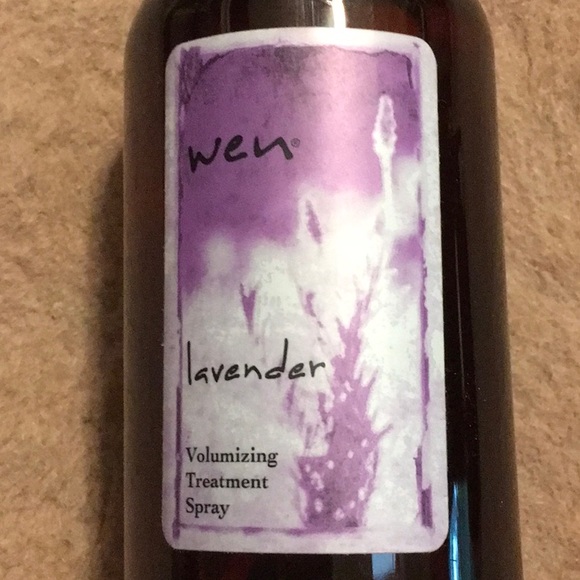 wen®
lavender
Volumizing
Treatment
Spray